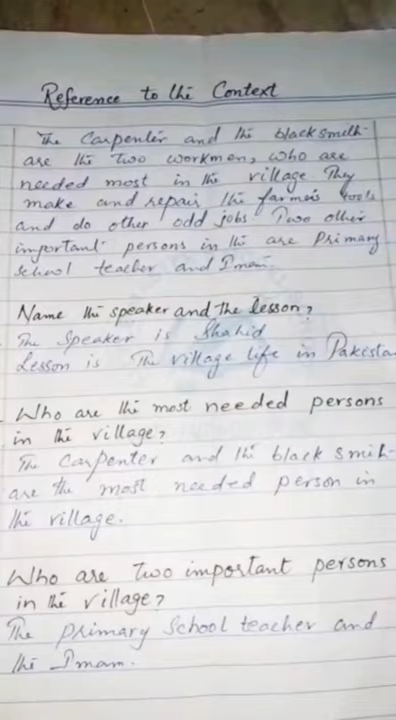 Reference to the Context
The Carpenter and the blacksmith
are the two workmen, who are
needed most in the village They
make and repair the farmers tools
and do other odd jobs. Two other
important persons in the are Primary
School teacher and Imam.
Name the speaker and the lesson?
The Speaker is Shahid
Lesson is The village life in Pakista
Who are the most needed persons
in the village?
The Carpenter and the black smith
are the most needed person in
the village.
Who are two important persons
in the village?
The primary School teacher and
the Imam.